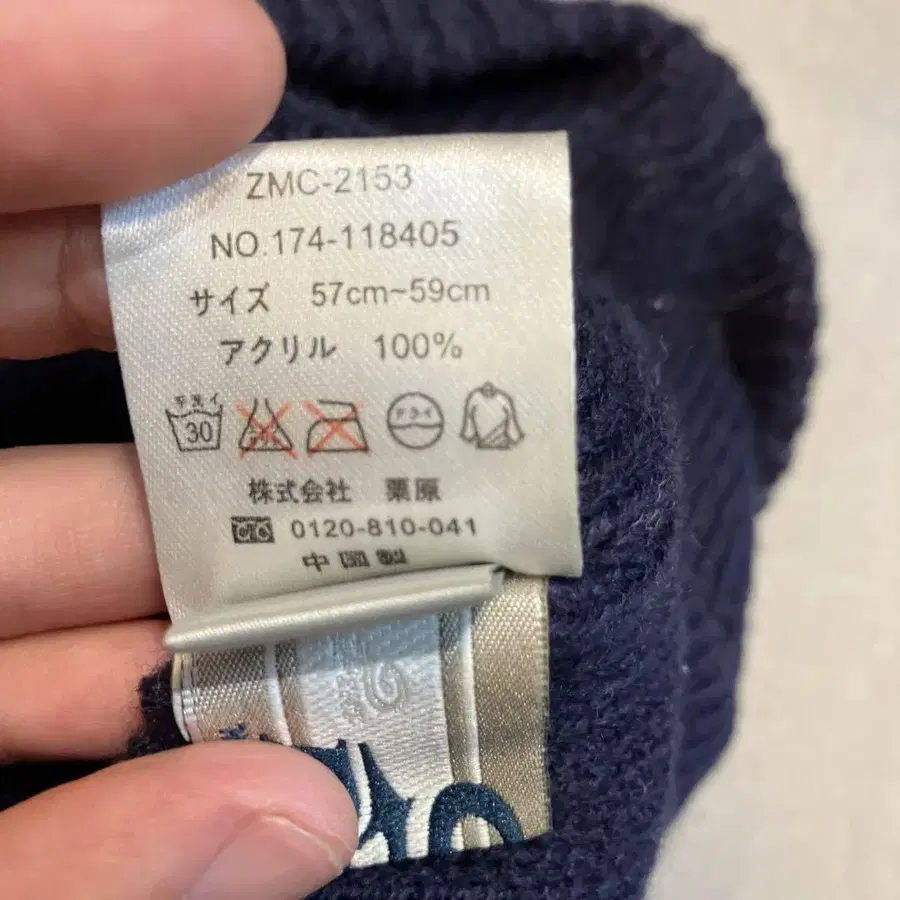 ZMC-2153
NO.174-118405
サイズ 57cm~59cm
アクリル 100%
手洗イ
30
ドライ
株式会社 栗原
0120-810-041
中国製